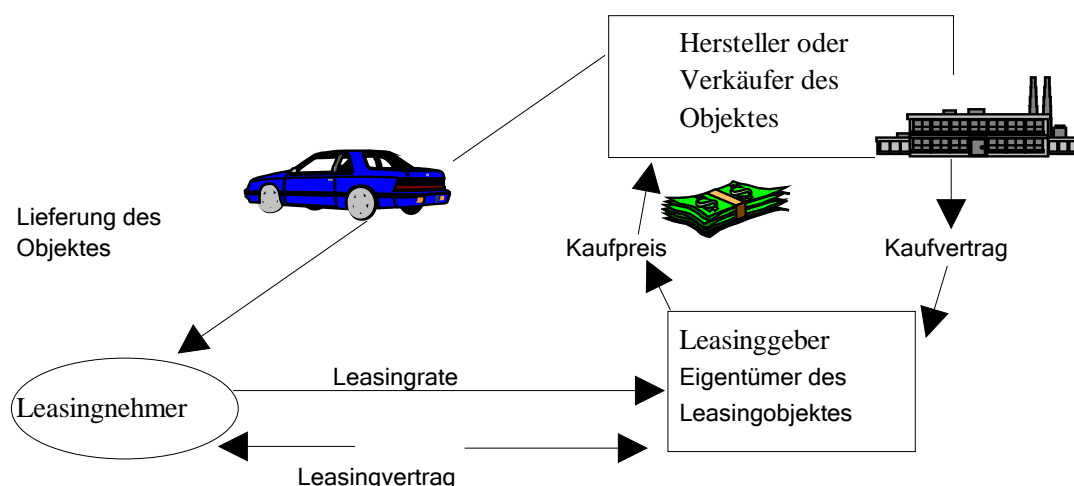 Hersteller oder
Verkäufer des
Objektes
Lieferung des
Objektes
Kaufpreis
Kaufvertrag
Leasinggeber
Eigentümer des
Leasingobjektes
Leasingrate
Leasingnehmer
Leasingvertrag